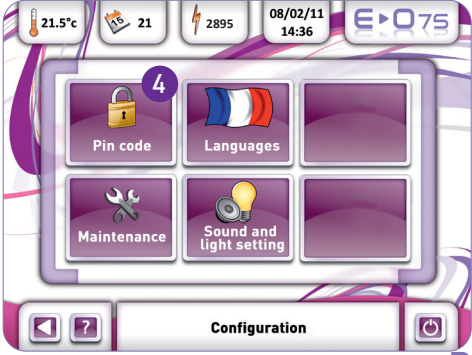 21.5°c
15
21
2895
08/02/11
14:36
E►O75
4
Pin code
Languages
Maintenance
Sound and
light setting
?
Configuration